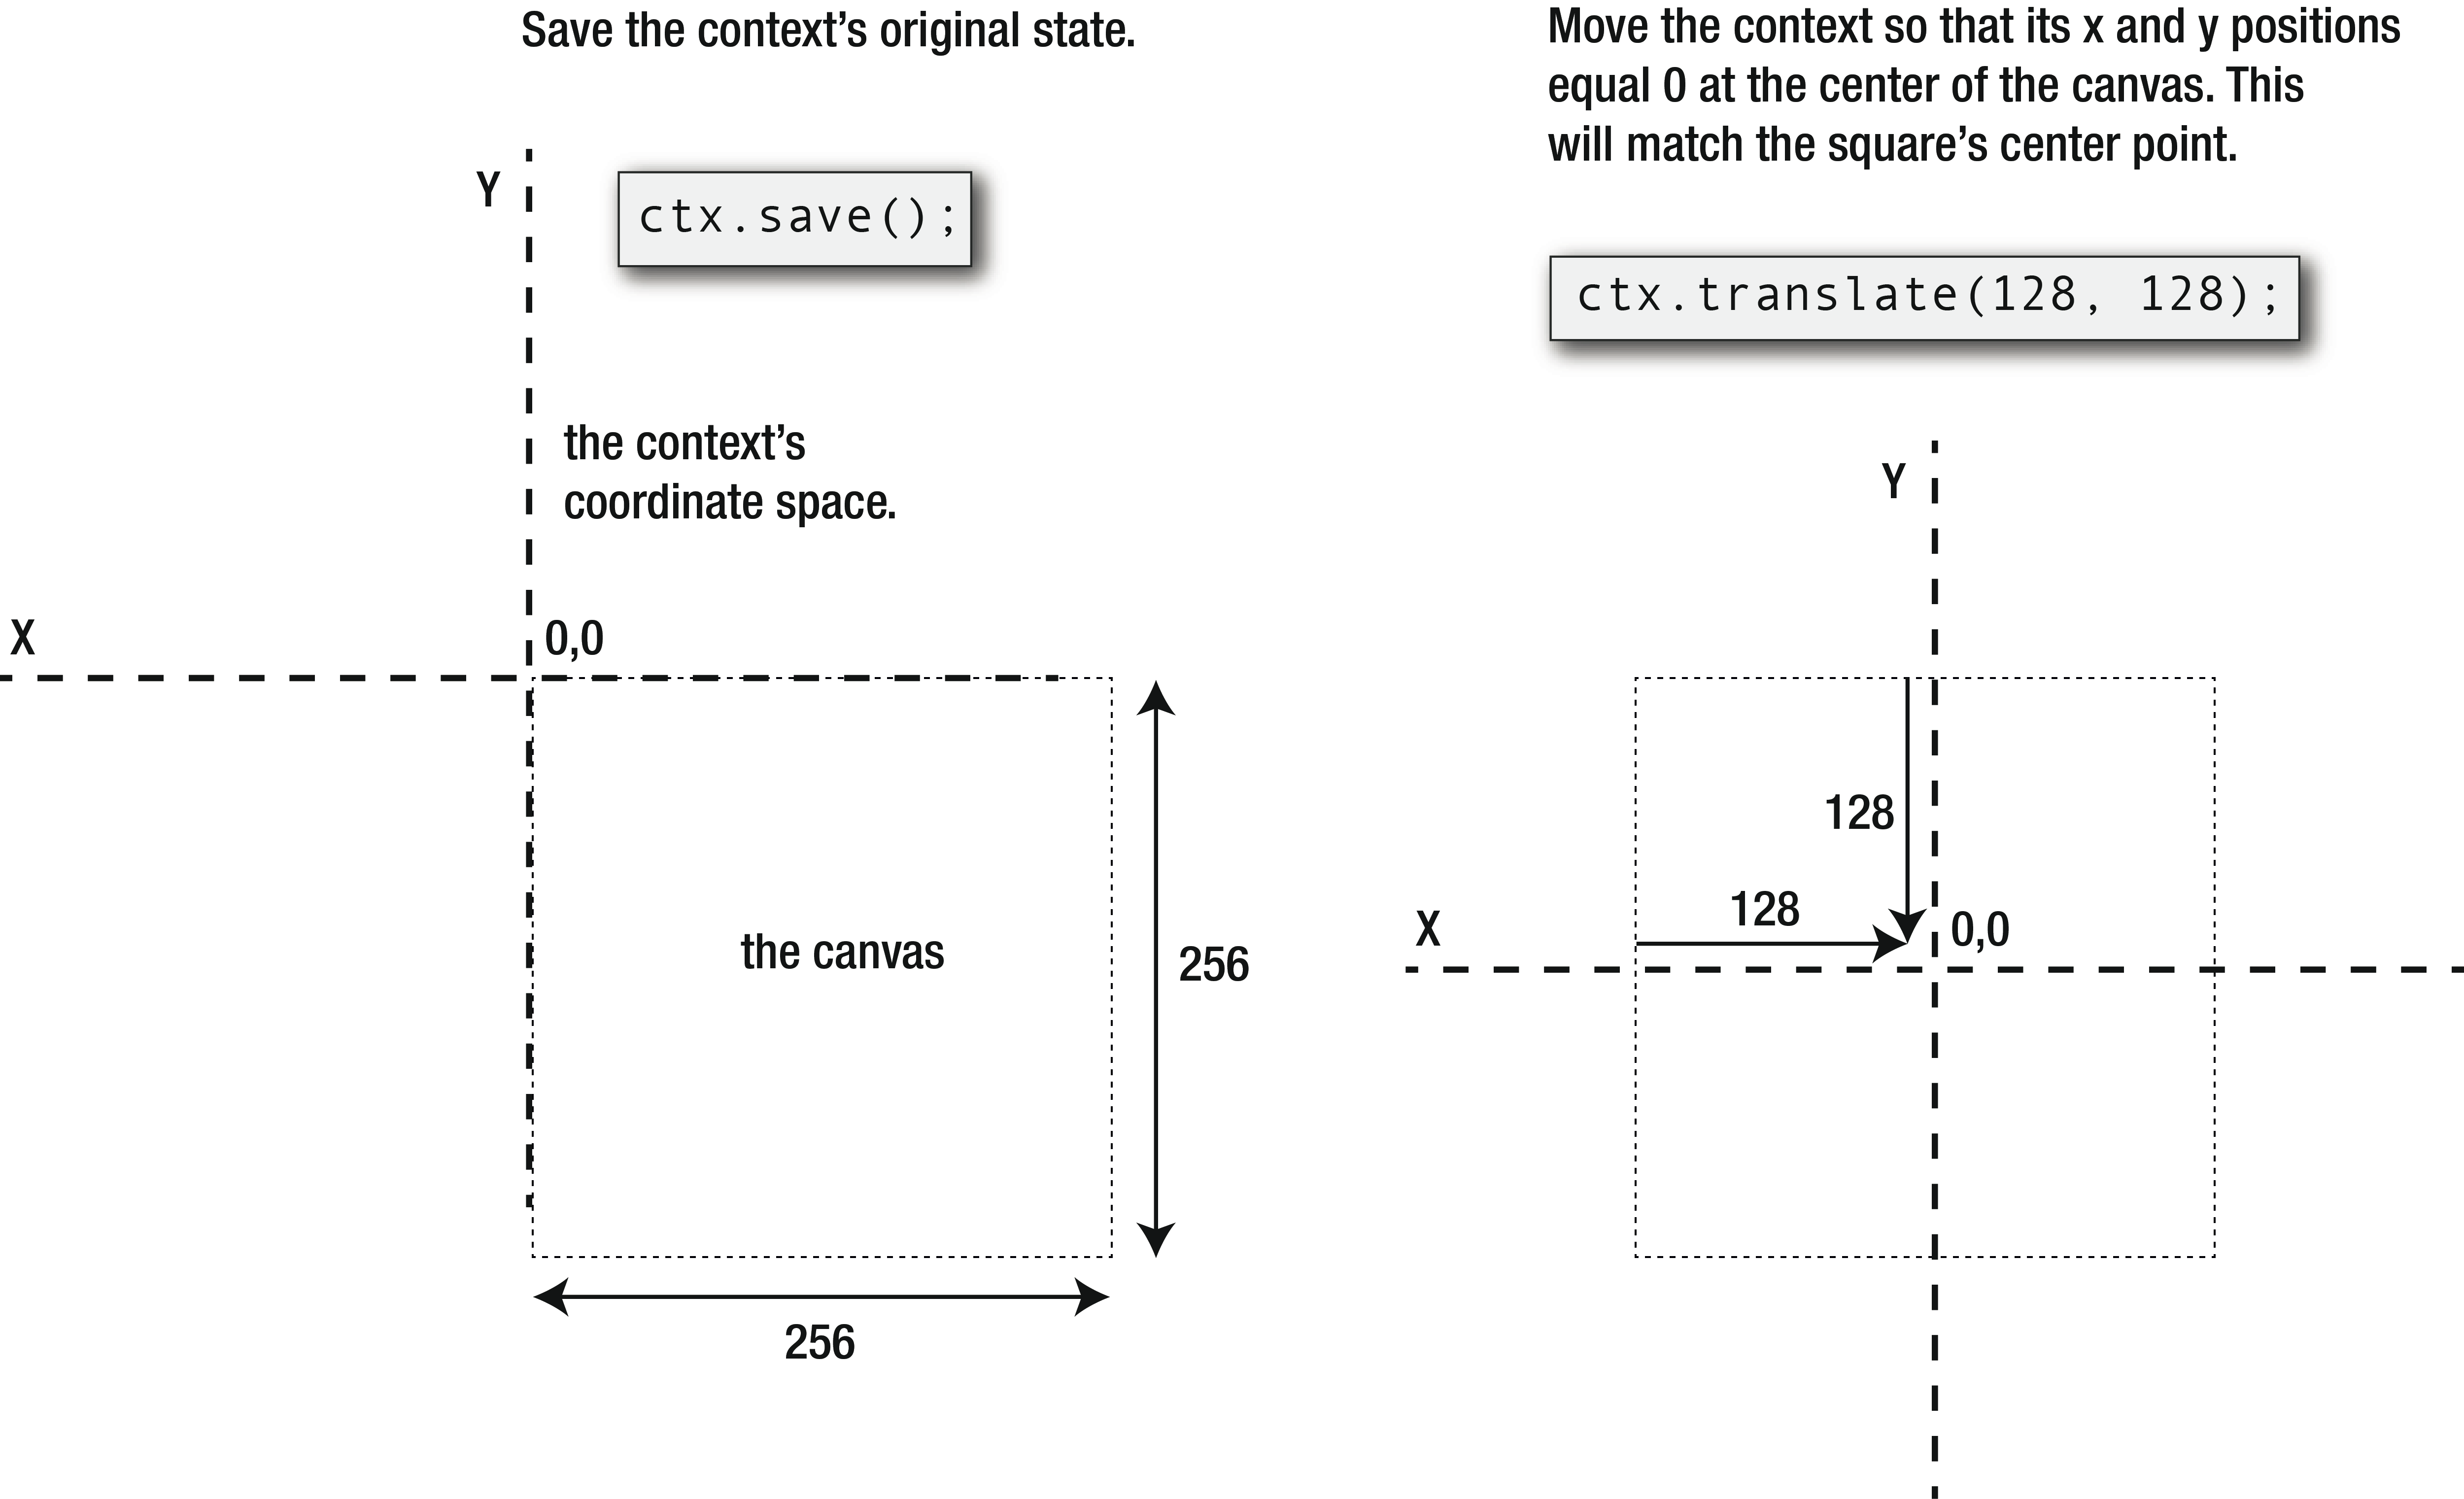 Save the context’s original state.
Y
ctx.save();
the context’s
coordinate space.
X
0,0
the canvas
256
256
Move the context so that its x and y positions
equal 0 at the center of the canvas. This
will match the square’s center point.
ctx.translate(128, 128);
Y
128
128
X
0,0